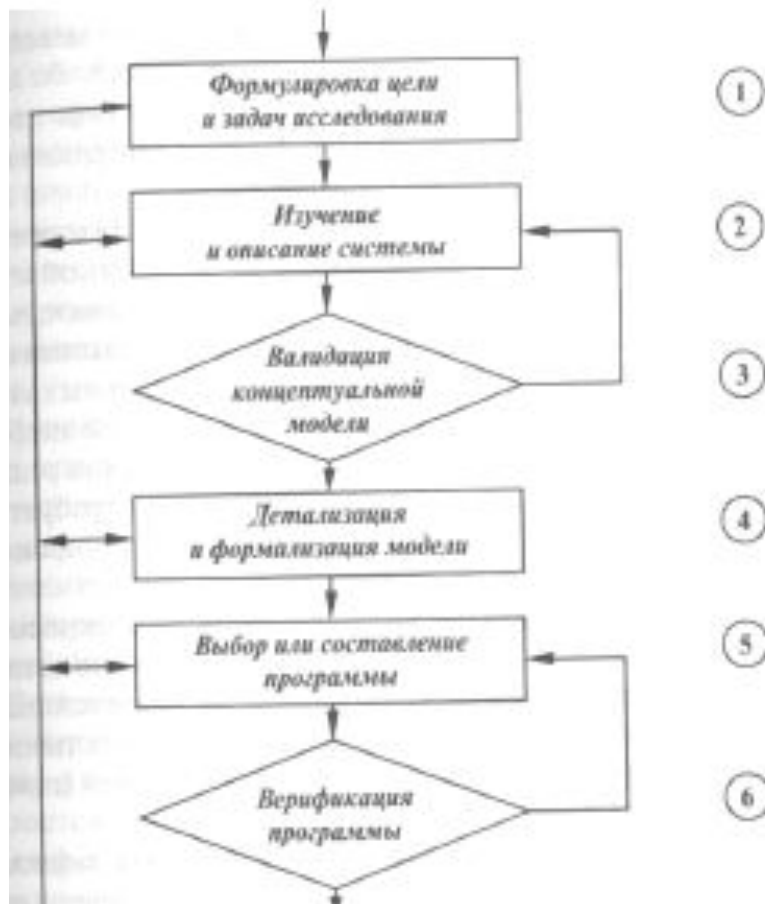 Формулировка цели
и задач исследования
1
Изучение
и описание системы
2
Валидация
концептуальной
модели
3
Детализация
и формализация модели
4
Выбор или составление
программы
5
Верификация
программы
6